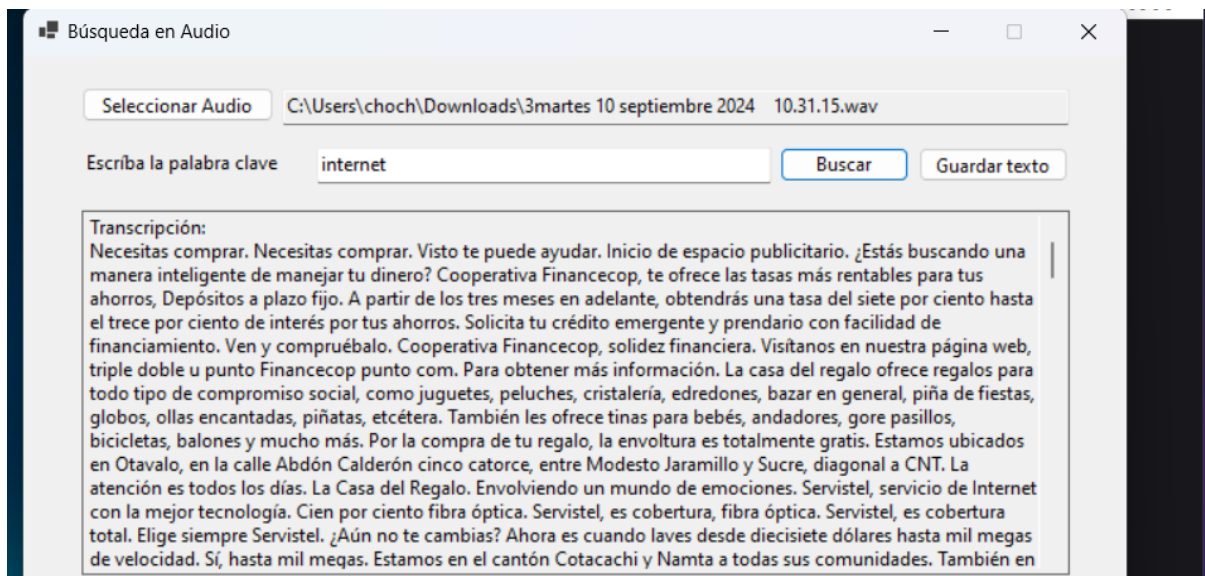 Búsqueda en Audio
Seleccionar Audio C:\Users\choch\Downloads\3martes 10 septiembre 2024 10.31.15.wav
Escríba la palabra clave internet Buscar Guardar texto
Transcripción:
Necesitas comprar. Necesitas comprar. Visto te puede ayudar. Inicio de espacio publicitario. ¿Estás buscando una
manera inteligente de manejar tu dinero? Cooperativa Financecop, te ofrece las tasas más rentables para tus
ahorros, Depósitos a plazo fijo. A partir de los tres meses en adelante, obtendrás una tasa del siete por ciento hasta
el trece por ciento de interés por tus ahorros. Solicita tu crédito emergente y prendario con facilidad de
financiamiento. Ven y compruébalo. Cooperativa Financecop, solidez financiera. Visítanos en nuestra página web,
triple doble u punto Financecop punto com. Para obtener más información. La casa del regalo ofrece regalos para
todo tipo de compromiso social, como juguetes, peluches, cristalería, edredones, bazar en general, piña de fiestas,
globos, ollas encantadas, piñatas, etcétera. También les ofrece tinas para bebés, andadores, gore pasillos,
bicicletas, balones y mucho más. Por la compra de tu regalo, la envoltura es totalmente gratis. Estamos ubicados
en Otavalo, en la calle Abdón Calderón cinco catorce, entre Modesto Jaramillo y Sucre, diagonal a CNT. La
atención es todos los días. La Casa del Regalo. Envolviendo un mundo de emociones. Servistel, servicio de Internet
con la mejor tecnología. Cien por ciento fibra óptica. Servistel, es cobertura, fibra óptica. Servistel, es cobertura
total. Elige siempre Servistel. ¿Aún no te cambias? Ahora es cuando laves desde diecisiete dólares hasta mil megas
de velocidad. Sí, hasta mil megas. Estamos en el cantón Cotacachi y Namta a todas sus comunidades. También en